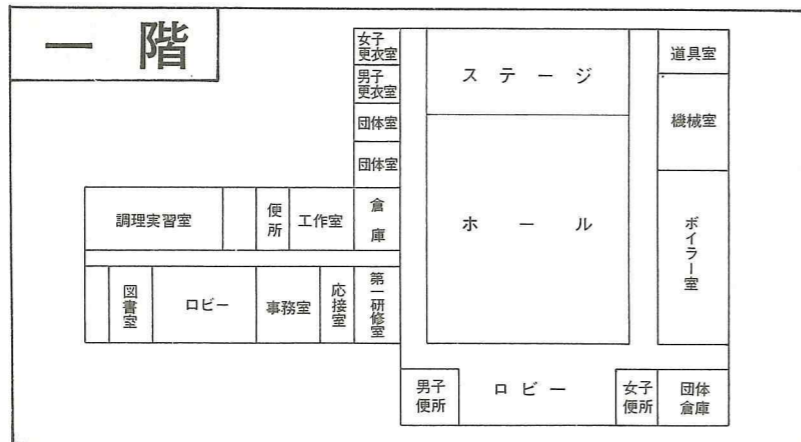 一階
女子
更衣室
男子
更衣室
団体室
団体室
ステージ
道具室
機械室
調理実習室
便所
工作室
倉庫
ホール
ボイラー室
図書室
ロビー
事務室
応接室
第一研修室
男子
便所
ロビー
女子
便所
団体
倉庫